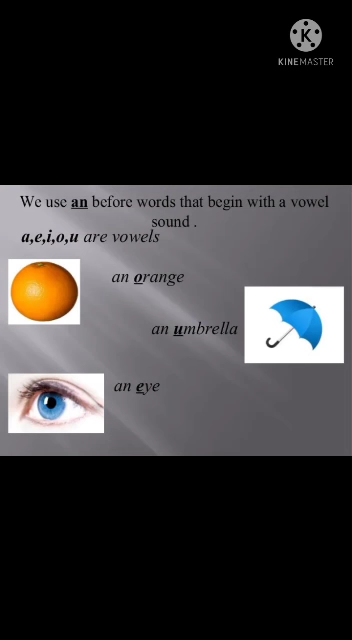 K
KINEMASTER
We use an before words that begin with a vowel
sound .
a,e,i,o,u are vowels
an orange
an umbrella
an eye